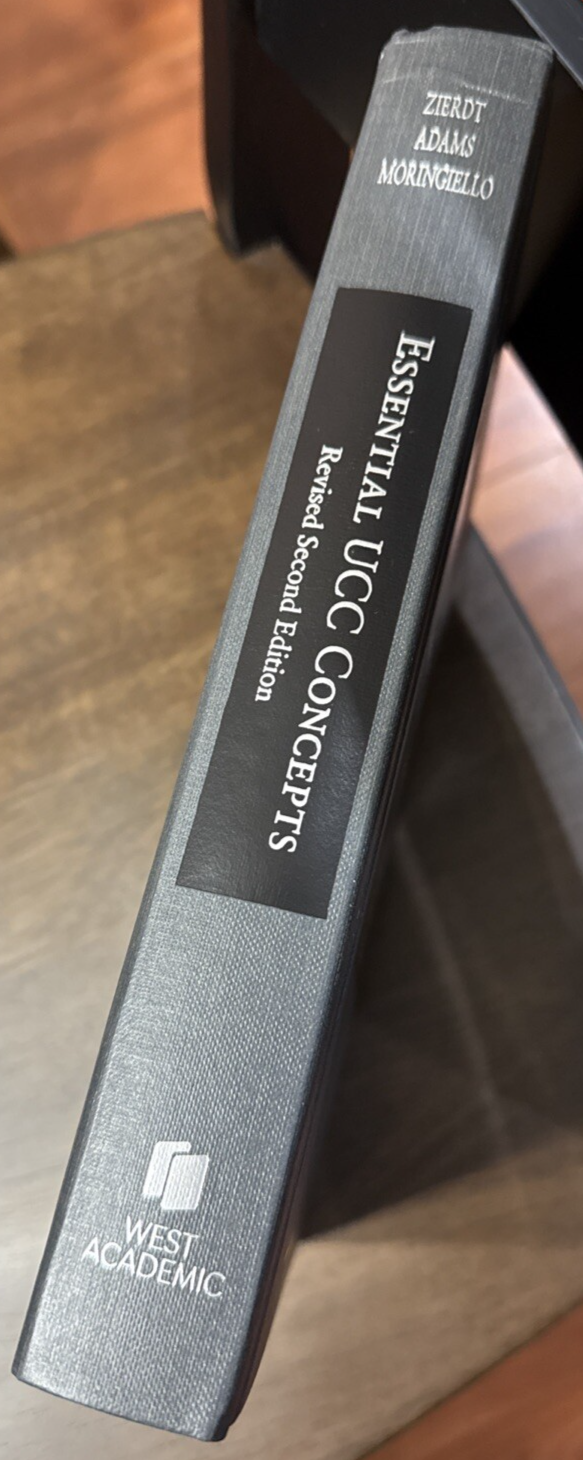 ZIERDT
ADAMS
MORINGIELLO
ESSENTIAL UCC CONCEPTS
Revised Second Edition
WEST
ACADEMIC